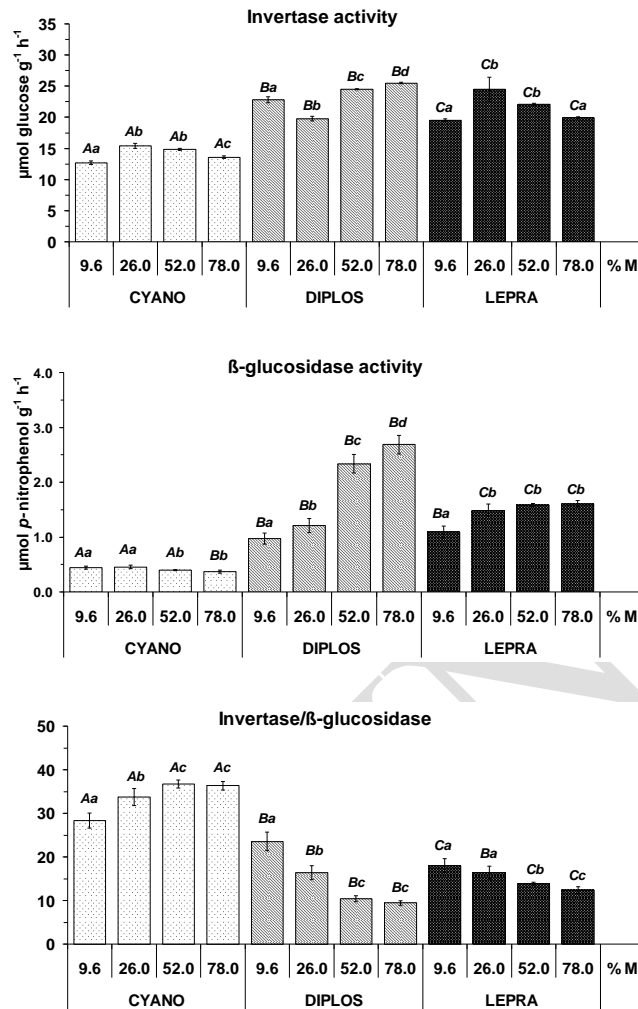 Invertase activity
µmol glucose g-1 h-1
35
30
25
20
15
10
5
0
Aa Ab Ab Ac Ba Bb Bc Bd Ca Cb Cb Ca
9.6 26.0 52.0 78.0 9.6 26.0 52.0 78.0 9.6 26.0 52.0 78.0 % M
CYANO DIPLOS LEPRA
ß-glucosidase activity
µmol p-nitrophenol g-1 h-1
4.0
3.0
2.0
1.0
0.0
Aa Aa Ab Bb Ba Bb Bc Bd Ba Cb Cb Cb
9.6 26.0 52.0 78.0 9.6 26.0 52.0 78.0 9.6 26.0 52.0 78.0 % M
CYANO DIPLOS LEPRA
Invertase/ß-glucosidase
50
40
30
20
10
0
Aa Ab Ac Ac Ba Bb Bc Bc Ca Ba Cb Cc
9.6 26.0 52.0 78.0 9.6 26.0 52.0 78.0 9.6 26.0 52.0 78.0 % M
CYANO DIPLOS LEPRA